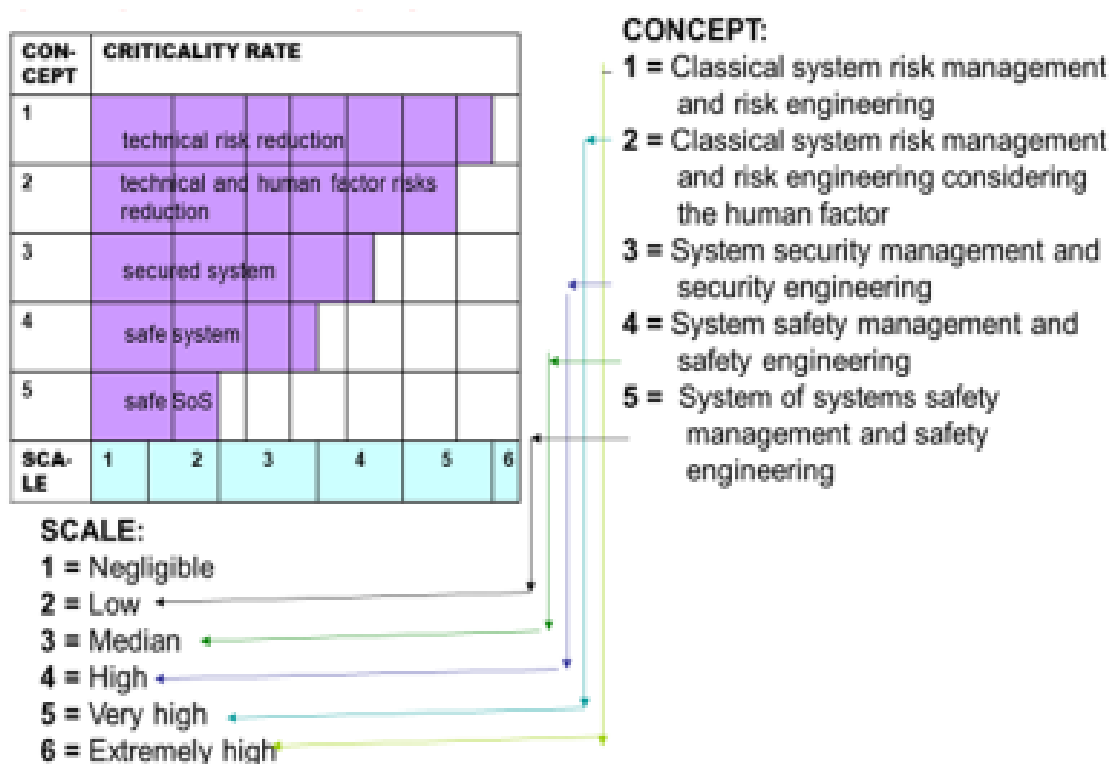 CON-
CEPT
CRITICALITY RATE
1
technical risk reduction
2
technical and human factor risks
reduction
3
secured system
4
safe system
5
safe SoS
SCA-
LE
1 2 3 4 5 6
SCALE:
1 = Negligible
2 = Low
3 = Median
4 = High
5 = Very high
6 = Extremely high
CONCEPT:
1 = Classical system risk management
and risk engineering
2 = Classical system risk management
and risk engineering considering
the human factor
3 = System security management and
security engineering
4 = System safety management and
safety engineering
5 = System of systems safety
management and safety
engineering